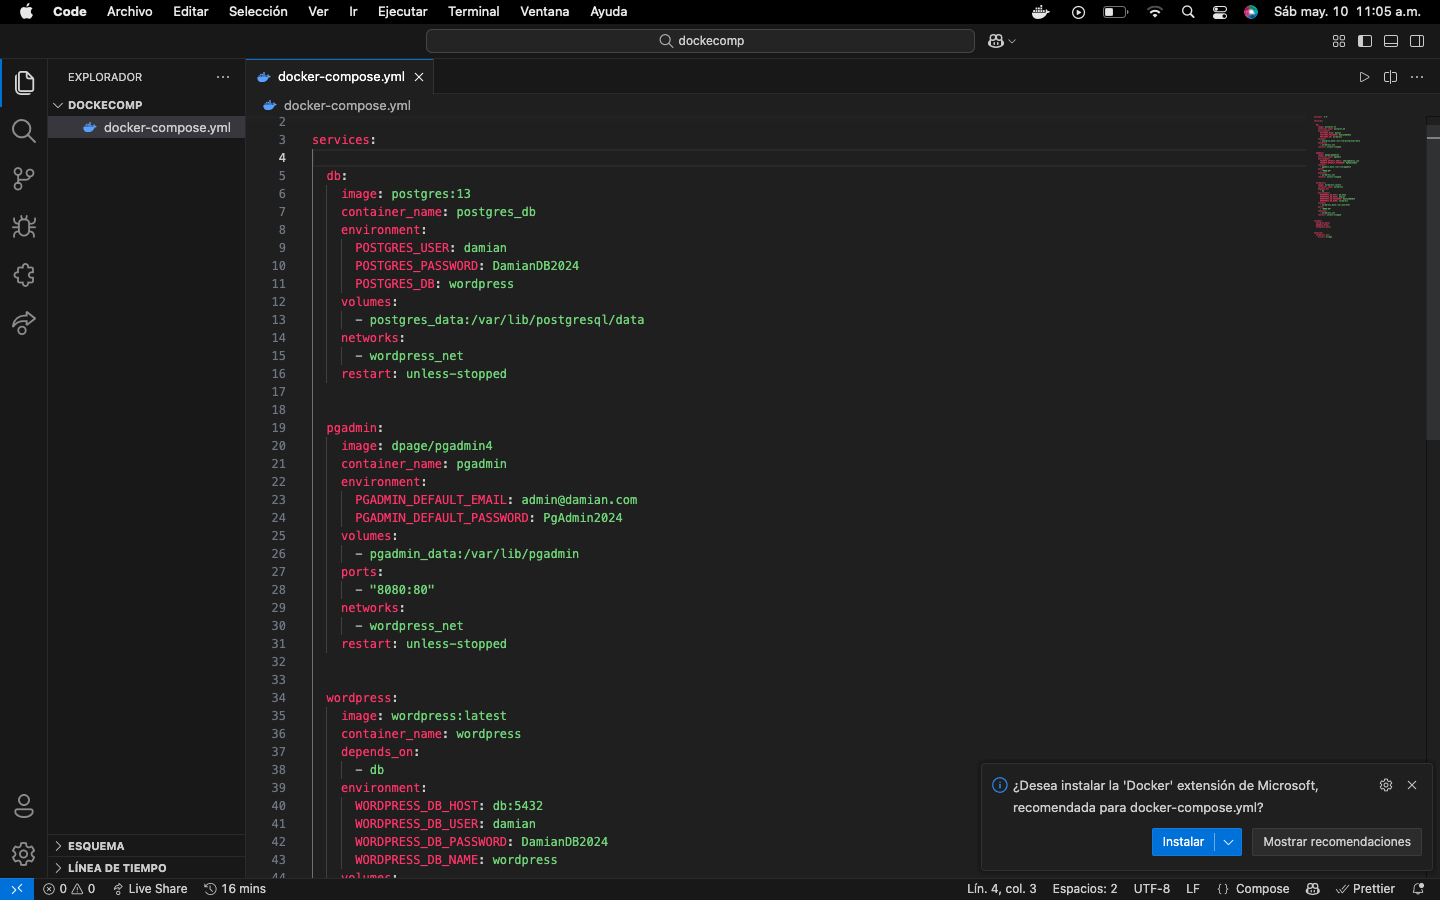 Code Archivo Editar Selección Ver Ir Ejecutar Terminal Ventana Ayuda Sáb may. 10 11:05 a.m.
dockecomp
EXPLORADOR
docker-compose.yml
DOCKECOMP
docker-compose.yml
docker-compose.yml
2
3 services:
4
5 db:
6 image: postgres:13
7 container_name: postgres_db
8 environment:
9 POSTGRES_USER: damian
10 POSTGRES_PASSWORD: DamianDB2024
11 POSTGRES_DB: wordpress
12 volumes:
13 - postgres_data:/var/lib/postgresql/data
14 networks:
15 - wordpress_net
16 restart: unless-stopped
17
18
19 pgadmin:
20 image: dpage/pgadmin4
21 container_name: pgadmin
22 environment:
23 PGADMIN_DEFAULT_EMAIL: admin@damian.com
24 PGADMIN_DEFAULT_PASSWORD: PgAdmin2024
25 volumes:
26 - pgadmin_data:/var/lib/pgadmin
27 ports:
28 - "8080:80"
29 networks:
30 - wordpress_net
31 restart: unless-stopped
32
33
34 wordpress:
35 image: wordpress:latest
36 container_name: wordpress
37 depends_on:
38 - db
39 environment:
40 WORDPRESS_DB_HOST: db:5432
41 WORDPRESS_DB_USER: damian
42 WORDPRESS_DB_PASSWORD: DamianDB2024
43 WORDPRESS_DB_NAME: wordpress
44 volumes:
¿Desea instalar la 'Docker' extensión de Microsoft,
recomendada para docker-compose.yml?
Instalar Mostrar recomendaciones
ESQUEMA
LÍNEA DE TIEMPO
0 0 Live Share 16 mins Lín. 4, col. 3 Espacios: 2 UTF-8 LF {} Compose Prettier